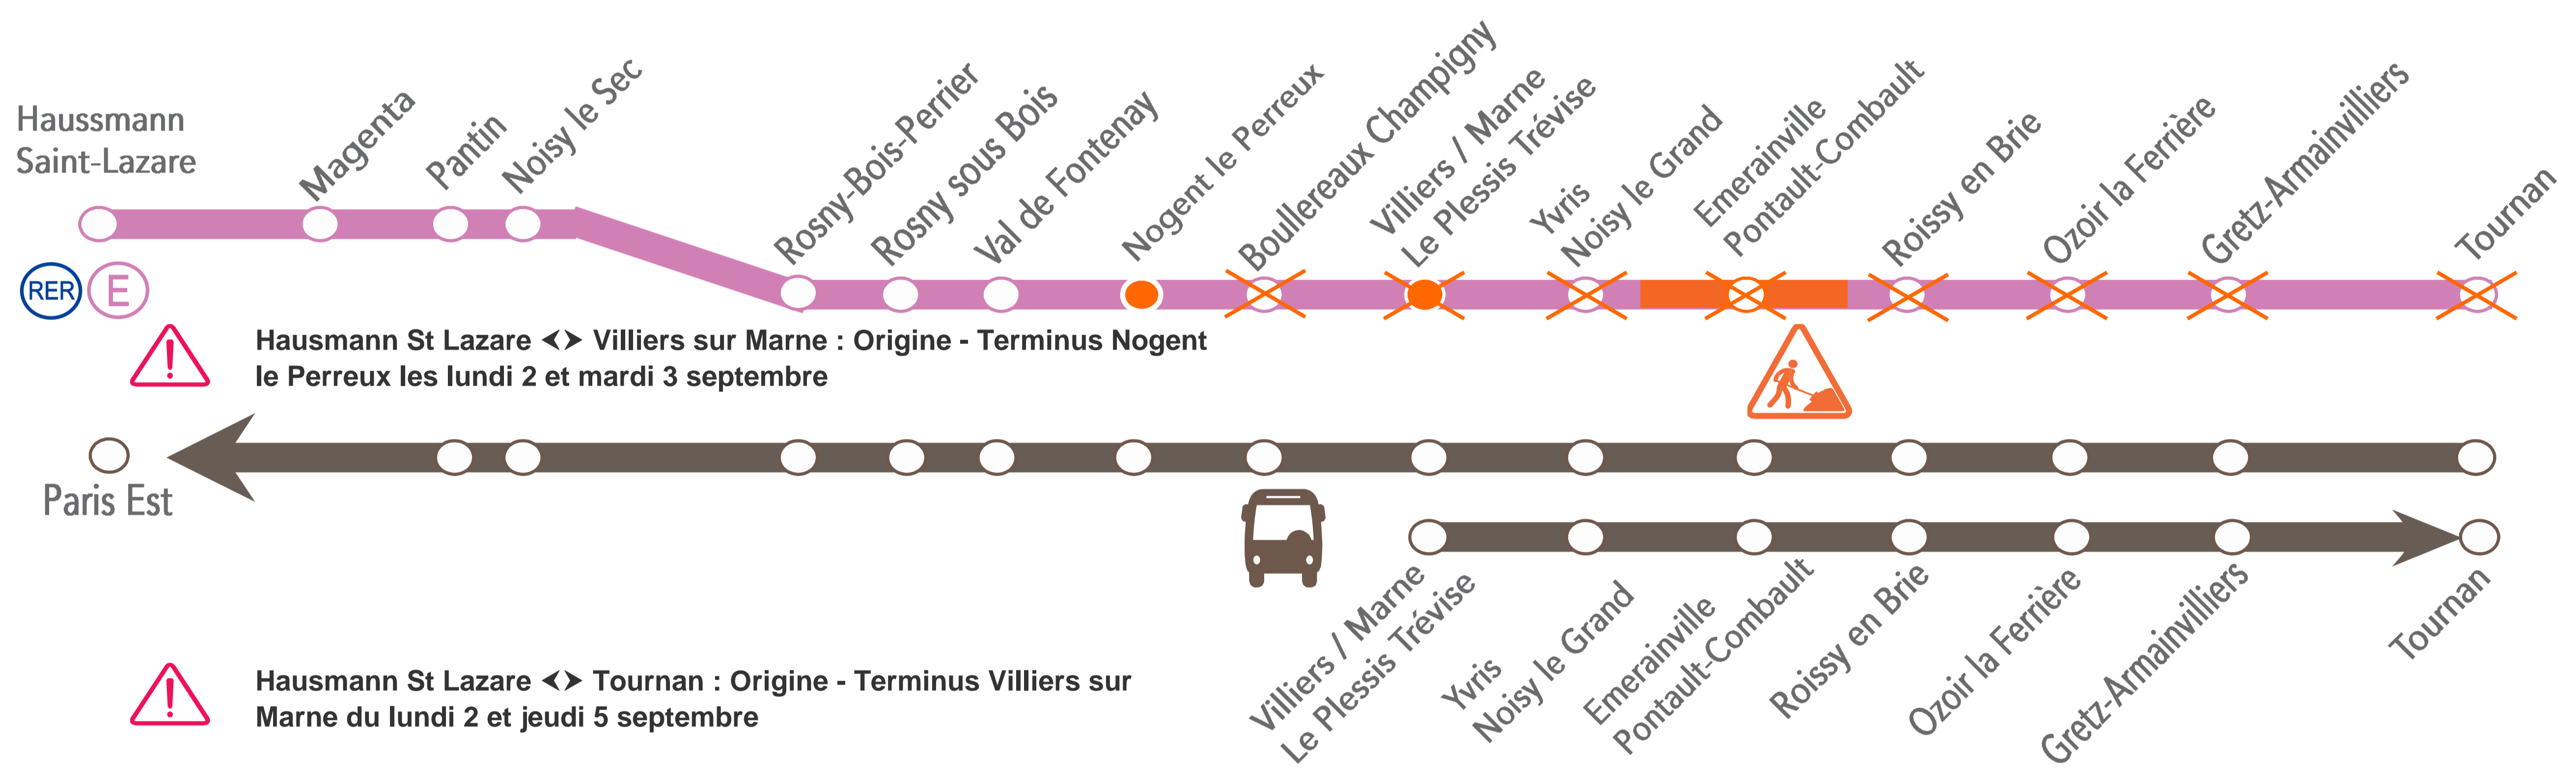 Haussmann
Saint-Lazare
Magenta
Pantin
Noisy le Sec
Rosny-Bois-Perrier
Rosny sous Bois
Val de Fontenay
Nogent le Perreux
Boullereaux Champigny
Villiers / Marne
Le Plessis Trévise
Yvris
Noisy le Grand
Emerainville
Pontault-Combault
Roissy en Brie
Ozoir la Ferrière
Gretz-Armainvilliers
Tournan
RER E
Hausmann St Lazare <> Villiers sur Marne : Origine - Terminus Nogent
le Perreux les lundi 2 et mardi 3 septembre
Paris Est
Villiers / Marne
Le Plessis Trévise
Yvris
Noisy le Grand
Emerainville
Pontault-Combault
Roissy en Brie
Ozoir la Ferrière
Gretz-Armainvilliers
Tournan
Hausmann St Lazare <> Tournan : Origine - Terminus Villiers sur
Marne du lundi 2 et jeudi 5 septembre